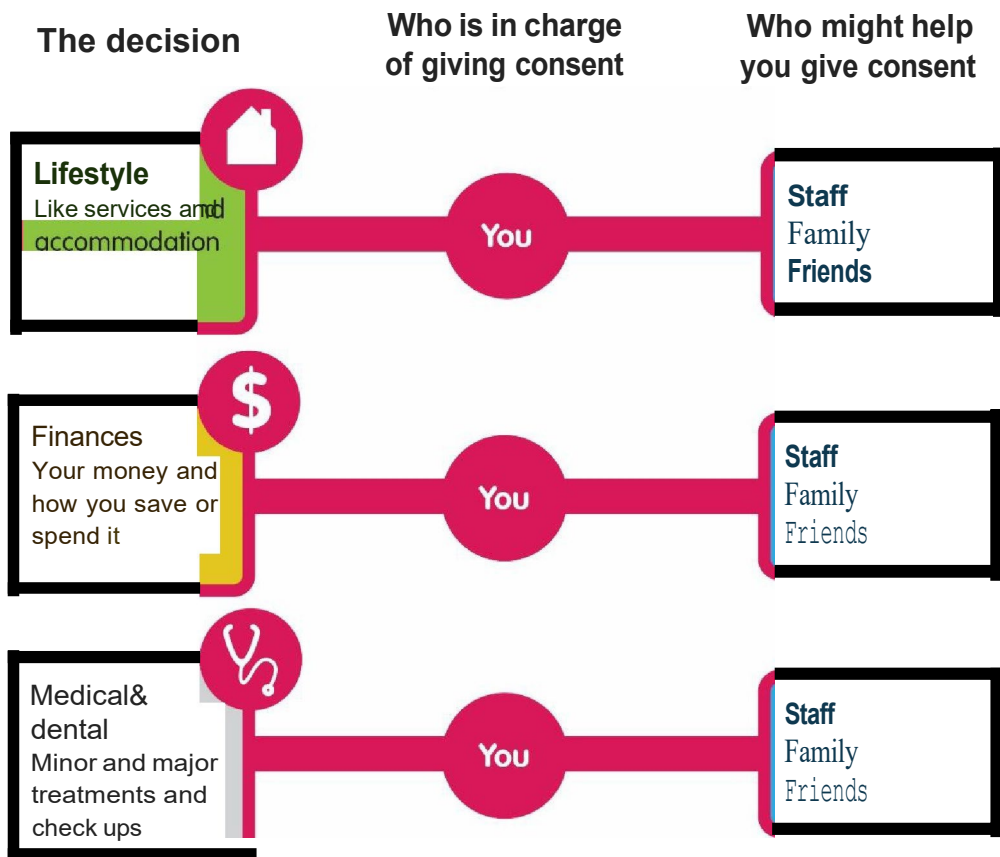 The decision
Who is in charge
of giving consent
Who might help
you give consent
Lifestyle
Like services and
accommodation
You
Staff
Family
Friends
$
Finances
Your money and
how you save or
spend it
You
Staff
Family
Friends
Medical&
dental
Minor and major
treatments and
check ups
You
Staff
Family
Friends